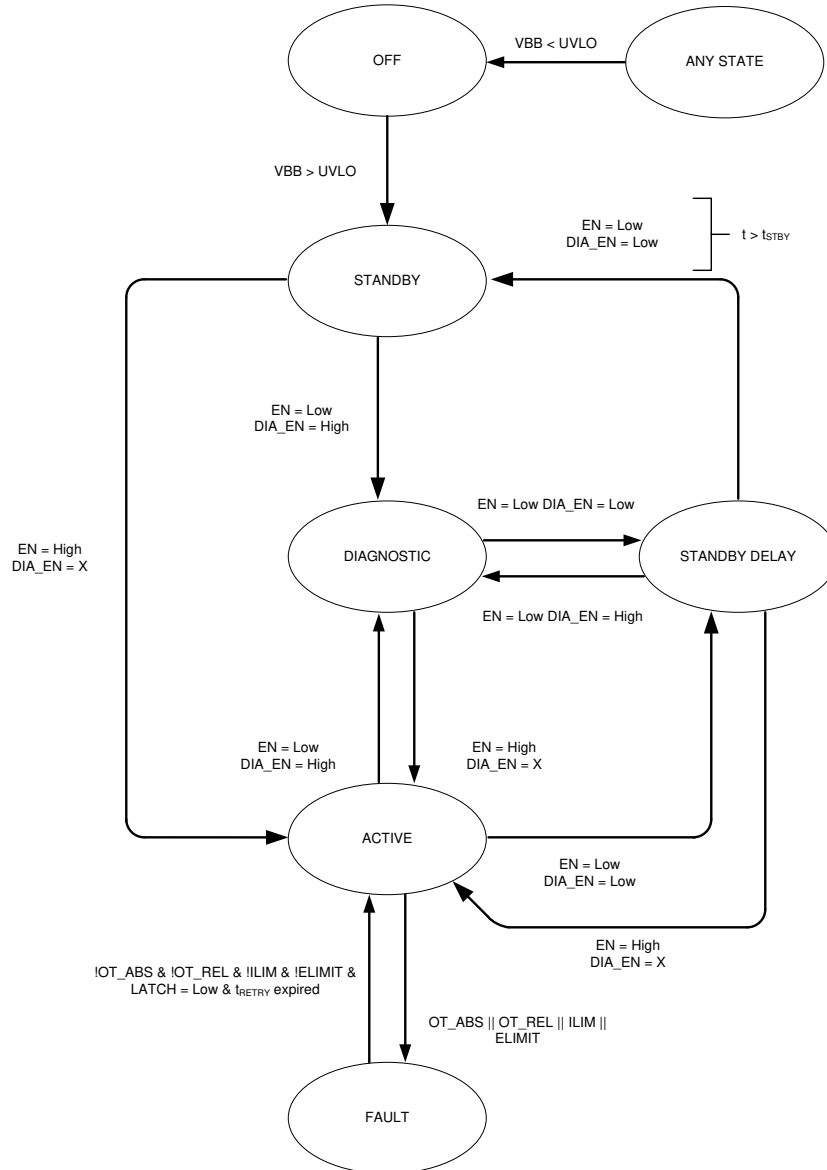 OFF
VBB < UVLO
ANY STATE
VBB > UVLO
EN = Low
DIA_EN = Low
t > tSTBY
STANDBY
EN = Low
DIA_EN = High
EN = Low DIA_EN = Low
EN = High
DIA_EN = X
DIAGNOSTIC
STANDBY DELAY
EN = Low DIA_EN = High
EN = Low
DIA_EN = High
EN = High
DIA_EN = X
ACTIVE
EN = Low
DIA_EN = Low
EN = High
DIA_EN = X
!OT_ABS & !OT_REL & !ILIM & !ELIMIT &
LATCH = Low & tRETRY expired
OT_ABS || OT_REL || ILIM ||
ELIMIT
FAULT